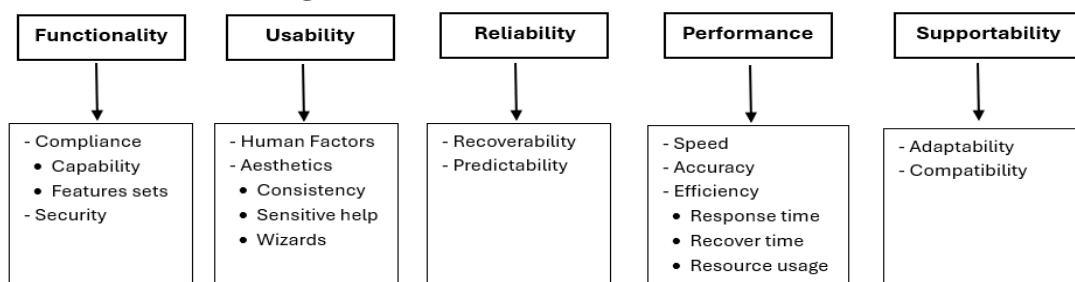 Functionality
Usability
Reliability
Performance
Supportability
- Compliance
• Capability
• Features sets
- Security
- Human Factors
- Aesthetics
• Consistency
• Sensitive help
• Wizards
- Recoverability
- Predictability
- Speed
- Accuracy
- Efficiency
• Response time
• Recover time
• Resource usage
- Adaptability
- Compatibility